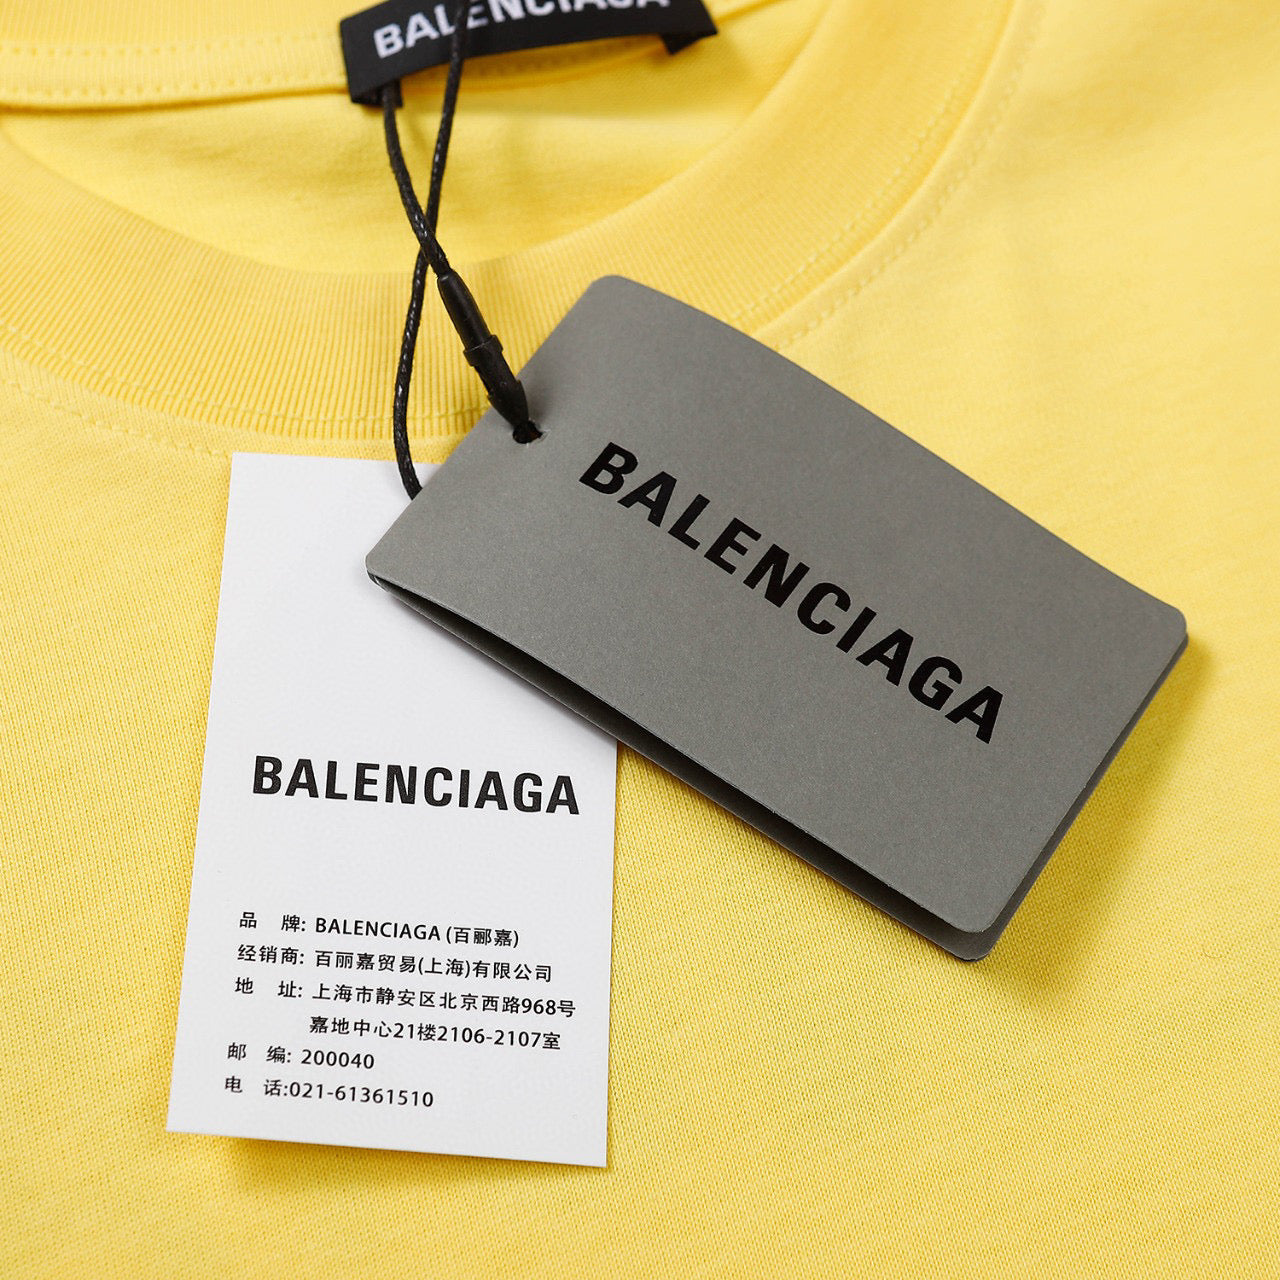 BALENCIAGA
BALENCIAGA
BALENCIAGA
品 牌: BALENCIAGA (百郦嘉)
经销商: 百丽嘉贸易(上海)有限公司
地 址: 上海市静安区北京西路968号
嘉地中心21楼2106-2107室
邮 编: 200040
电 话:021-61361510